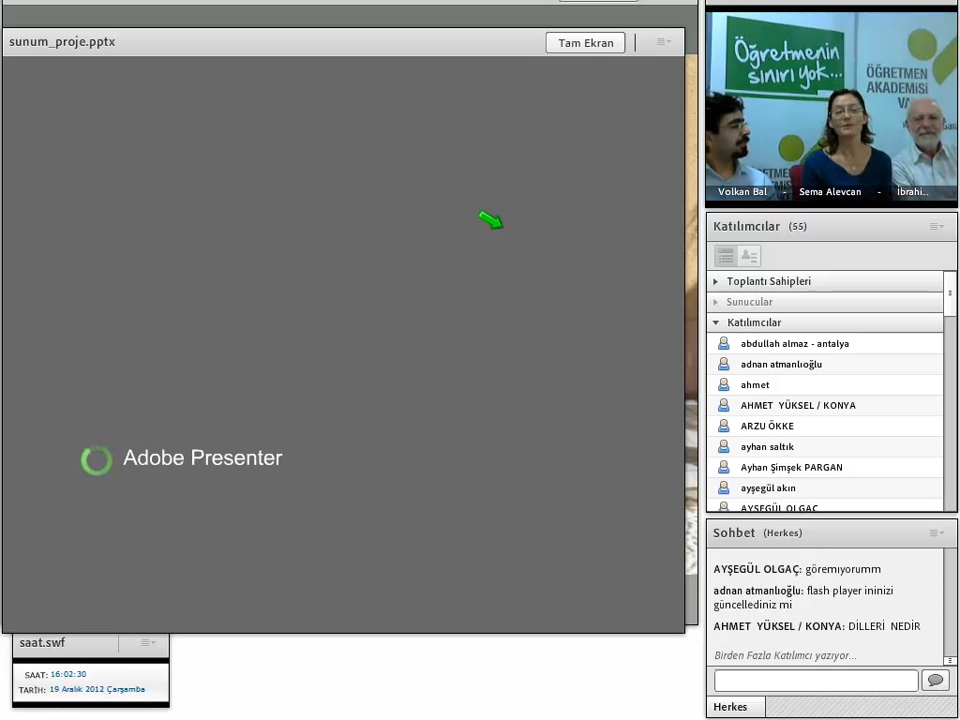 sunum_proje.pptx
Tam Ekran
Adobe Presenter
saat.swf
SAAT: 16:02:30
TARİH: 19 Aralık 2012 Çarşamba
Öğretmenin
sınırı yok...
ÖĞRETMEN
AKADEMİSİ
Volkan Bal - Sema Alevcan - Ibrahi...
Katılımcılar (55)
Toplantı Sahipleri
Sunucular
Katılımcılar
abdullah almaz - antalya
adnan atmanlıoğlu
ahmet
AHMET YÜKSEL / KONYA
ARZU ÖKKE
ayhan saltık
Ayhan Şimşek PARGAN
ayşegül akın
AYŞEGÜL OLGAÇ
Sohbet (Herkes)
AYŞEGÜL OLGAÇ: göremıyorumm
adnan atmanlıoğlu: flash player ininizi
güncellediniz mi
AHMET YÜKSEL / KONYA: DİLLERİ NEDİR
Birden Fazla Katılımcı yazıyor...
Herkes